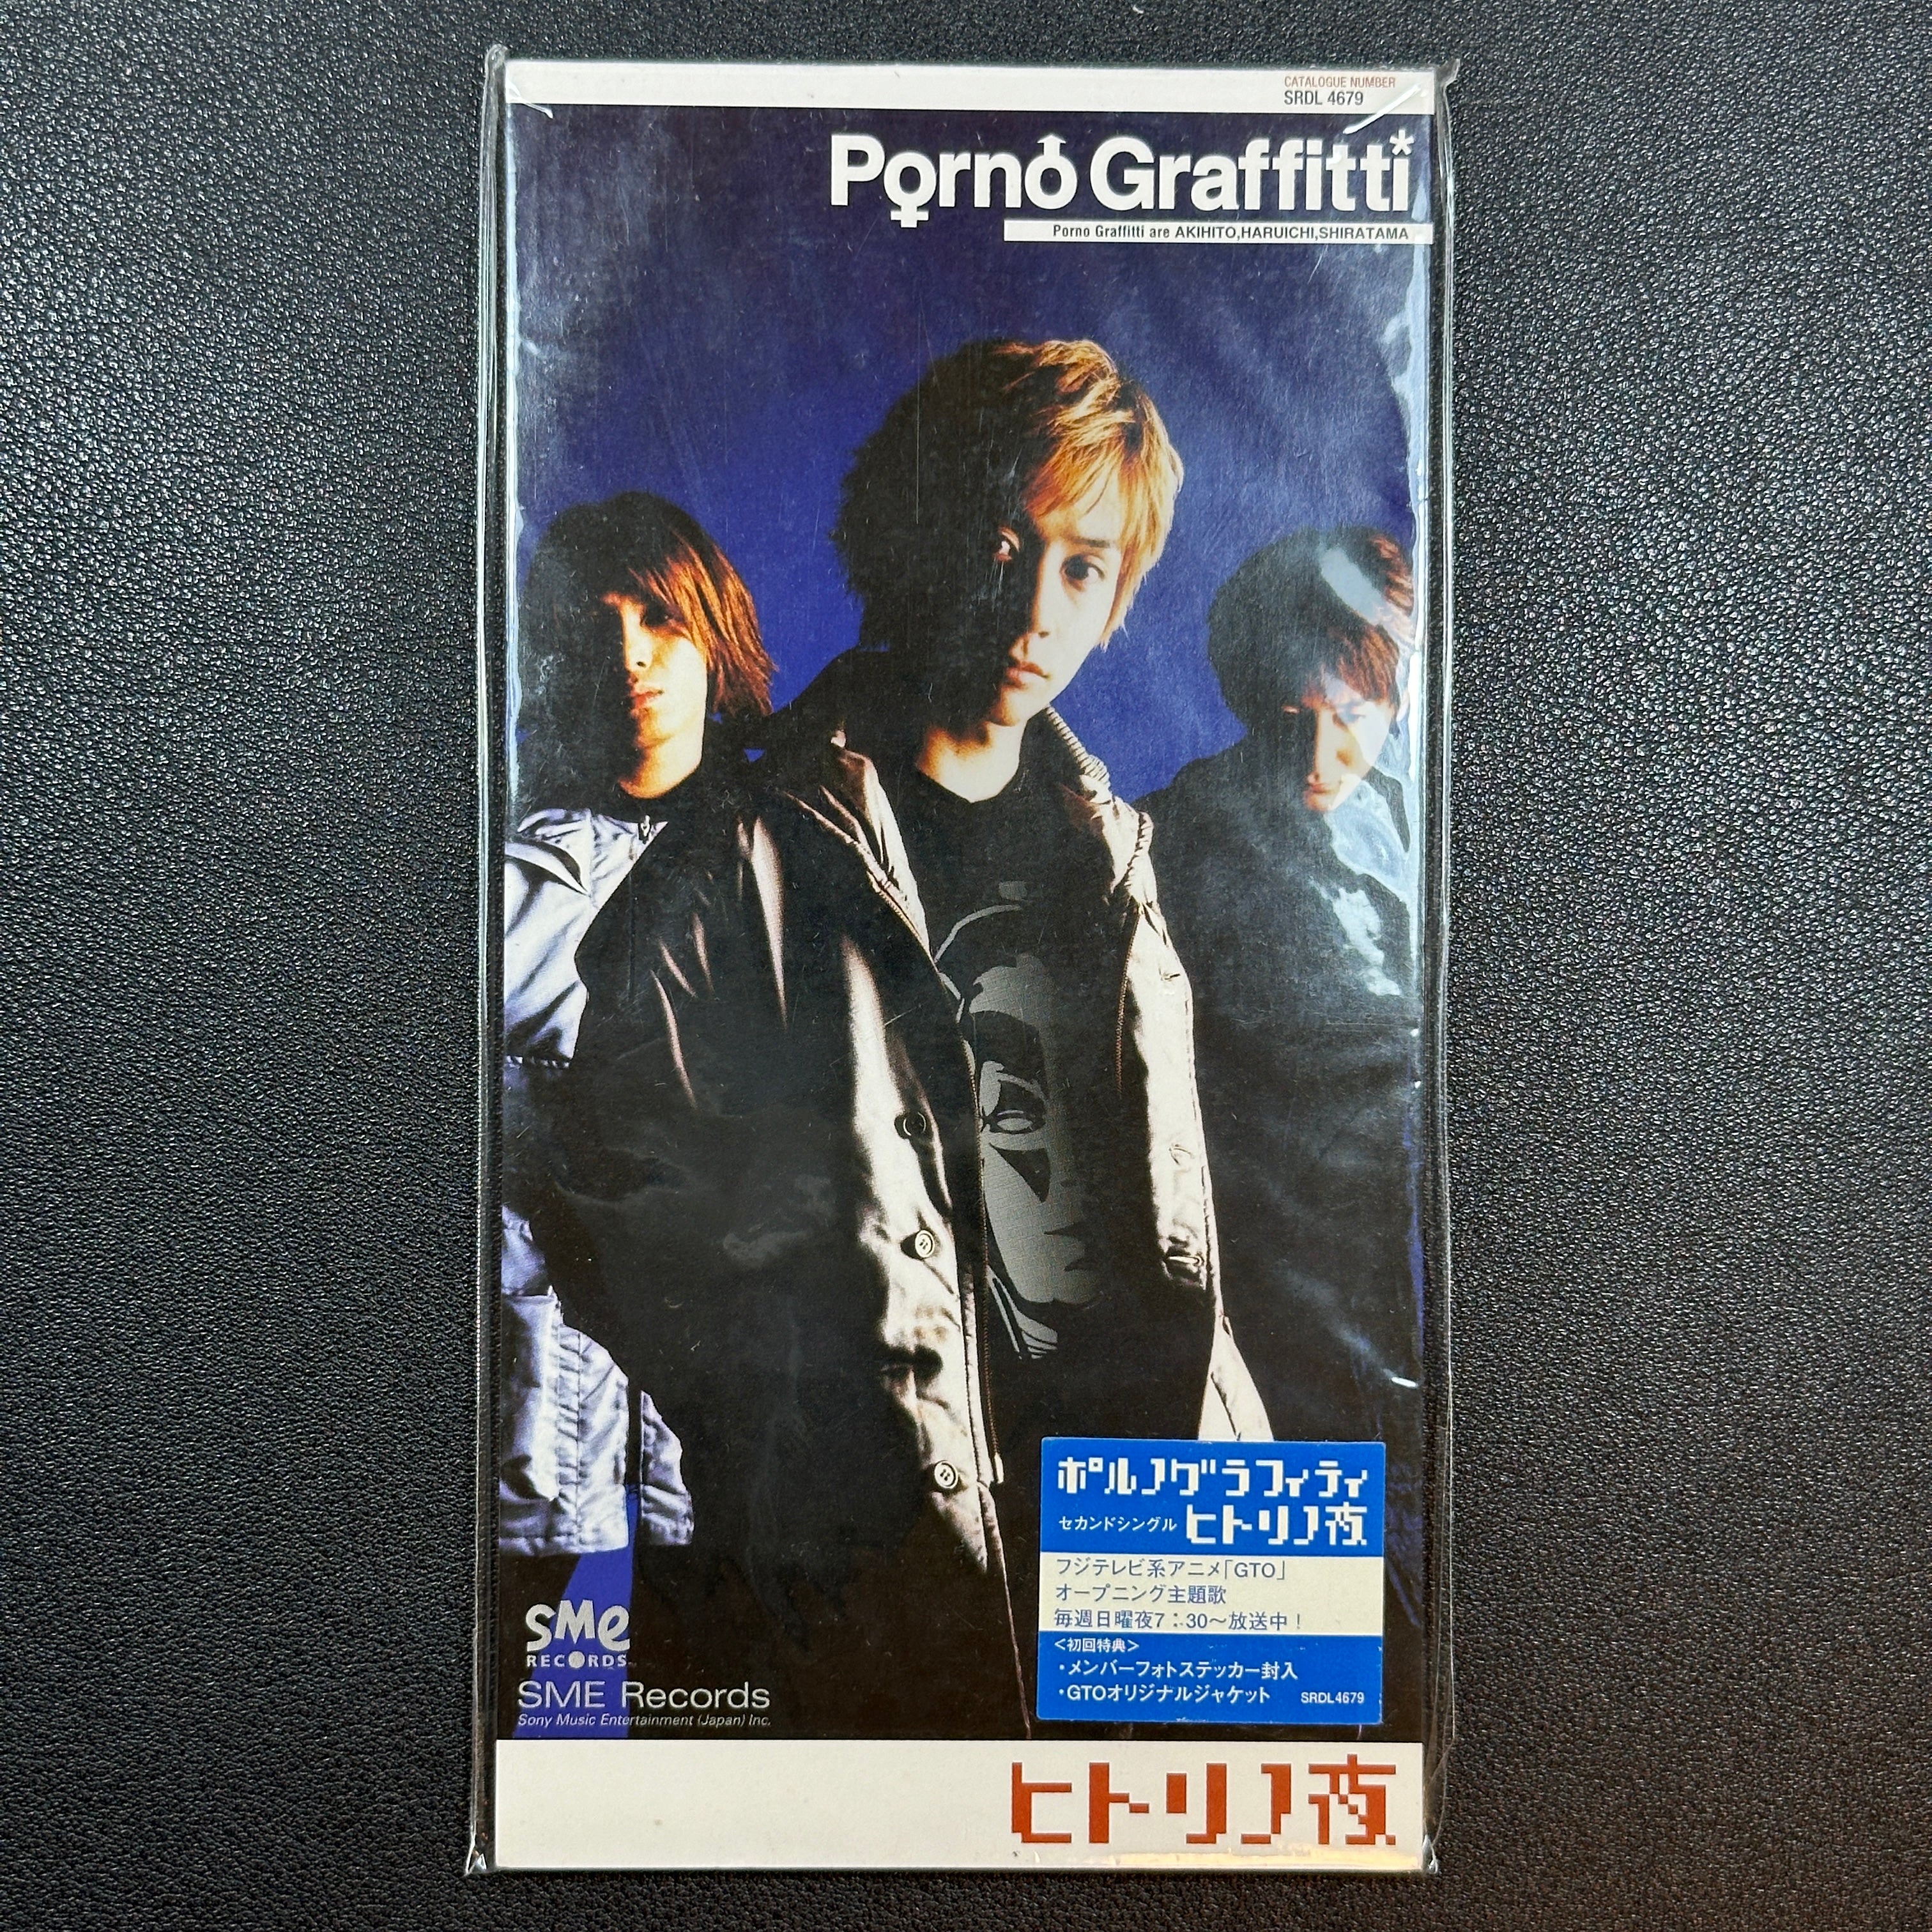 CATALOGUE NUMBER
SRDL 4679
Porno Graffitti*
Porno Graffitti are AKIHITO,HARUICHI,SHIRATAMA
ポルノグラフィティ
セカンドシングル ヒトリノ夜
フジテレビ系アニメ「GTO」
オープニング主題歌
毎週日曜夜7:30〜放送中!
<初回特典>
・メンバーフォトステッカー封入
・GTOオリジナルジャケット SRDL4679
SMe
RECORDS
SME Records
Sony Music Entertainment (Japan) Inc.
ヒトリノ夜